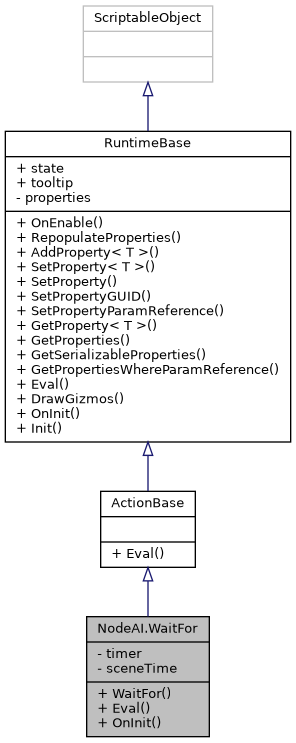 ScriptableObject
RuntimeBase
+ state
+ tooltip
- properties
+ OnEnable()
+ RepopulateProperties()
+ AddProperty< T >()
+ SetProperty< T >()
+ SetProperty()
+ SetPropertyGUID()
+ SetPropertyParamReference()
+ GetProperty< T >()
+ GetProperties()
+ GetSerializableProperties()
+ GetPropertiesWhereParamReference()
+ Eval()
+ DrawGizmos()
+ OnInit()
+ Init()
ActionBase
+ Eval()
NodeAI.WaitFor
- timer
- sceneTime
+ WaitFor()
+ Eval()
+ OnInit()